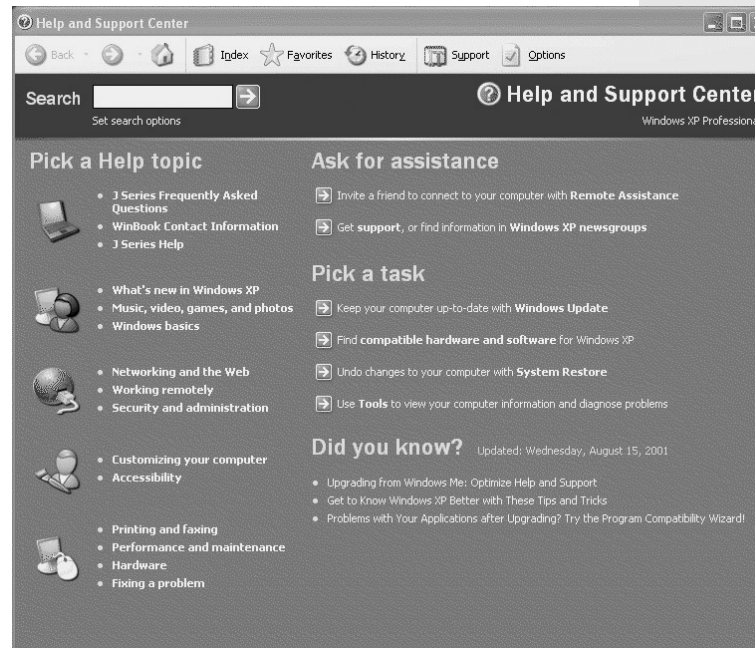 Help and Support Center
Back
Index
Favorites
History
Support
Options
Search
Set search options
Help and Support Center
Windows XP Professional
Pick a Help topic
J Series Frequently Asked
Questions
WinBook Contact Information
J Series Help
What's new in Windows XP
Music, video, games, and photos
Windows basics
Networking and the Web
Working remotely
Security and administration
Customizing your computer
Accessibility
Printing and faxing
Performance and maintenance
Hardware
Fixing a problem
Ask for assistance
Invite a friend to connect to your computer with Remote Assistance
Get support, or find information in Windows XP newsgroups
Pick a task
Keep your computer up-to-date with Windows Update
Find compatible hardware and software for Windows XP
Undo changes to your computer with System Restore
Use Tools to view your computer information and diagnose problems
Did you know? Updated: Wednesday, August 15, 2001
Upgrading from Windows Me: Optimize Help and Support
Get to Know Windows XP Better with These Tips and Tricks
Problems with Your Applications after Upgrading? Try the Program Compatibility Wizard!